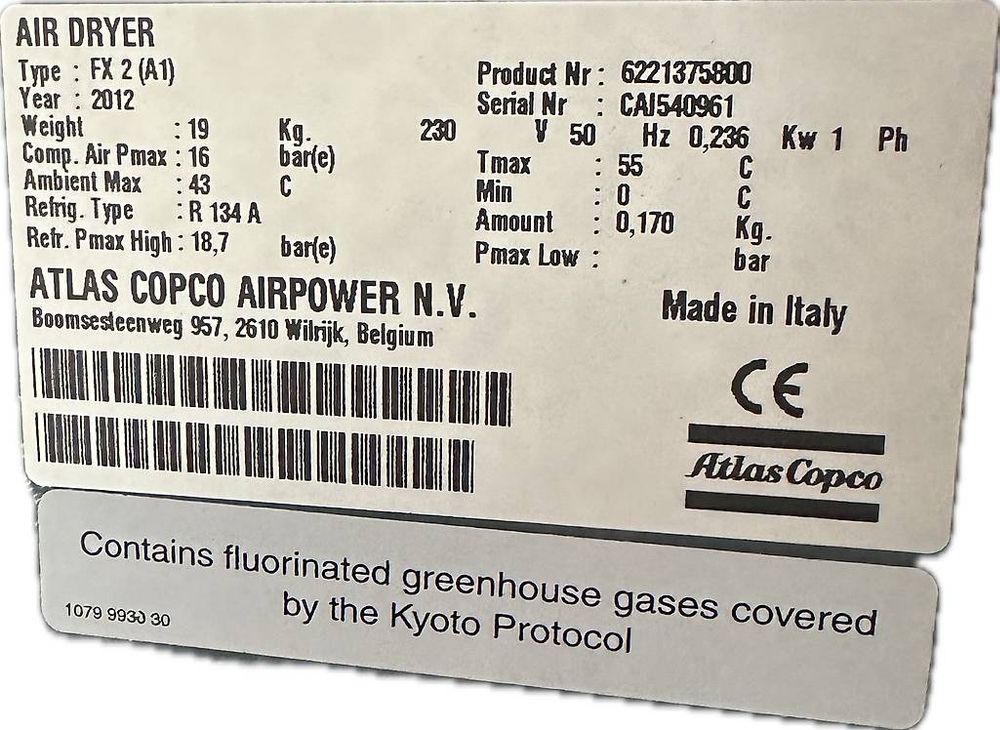 AIR DRYER
Type : FX 2 (A1)
Product Nr : 6221375800
Year : 2012
Serial Nr : CAI540961
Weight : 19 Kg.
230 V 50 Hz 0,236 Kw 1 Ph
Comp. Air Pmax : 16 bar(e)
Tmax : 55 C
Ambient Max : 43 C
Min : 0 C
Refrig. Type : R 134 A
Amount : 0,170 Kg.
Refr. Pmax High : 18,7 bar(e)
Pmax Low : bar
ATLAS COPCO AIRPOWER N.V.
Boomsesteenweg 957, 2610 Wilrijk, Belgium
Made in Italy
CE
Atlas Copco
Contains fluorinated greenhouse gases covered
by the Kyoto Protocol
1079 9930 30